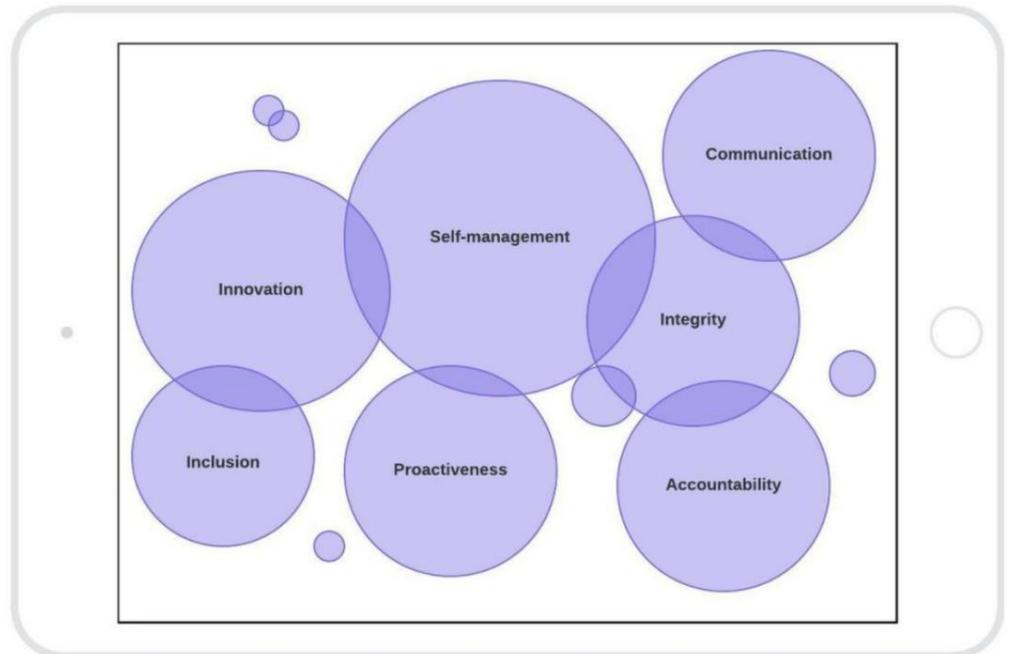 Communication
Self-management
Innovation
Integrity
Inclusion
Proactiveness
Accountability